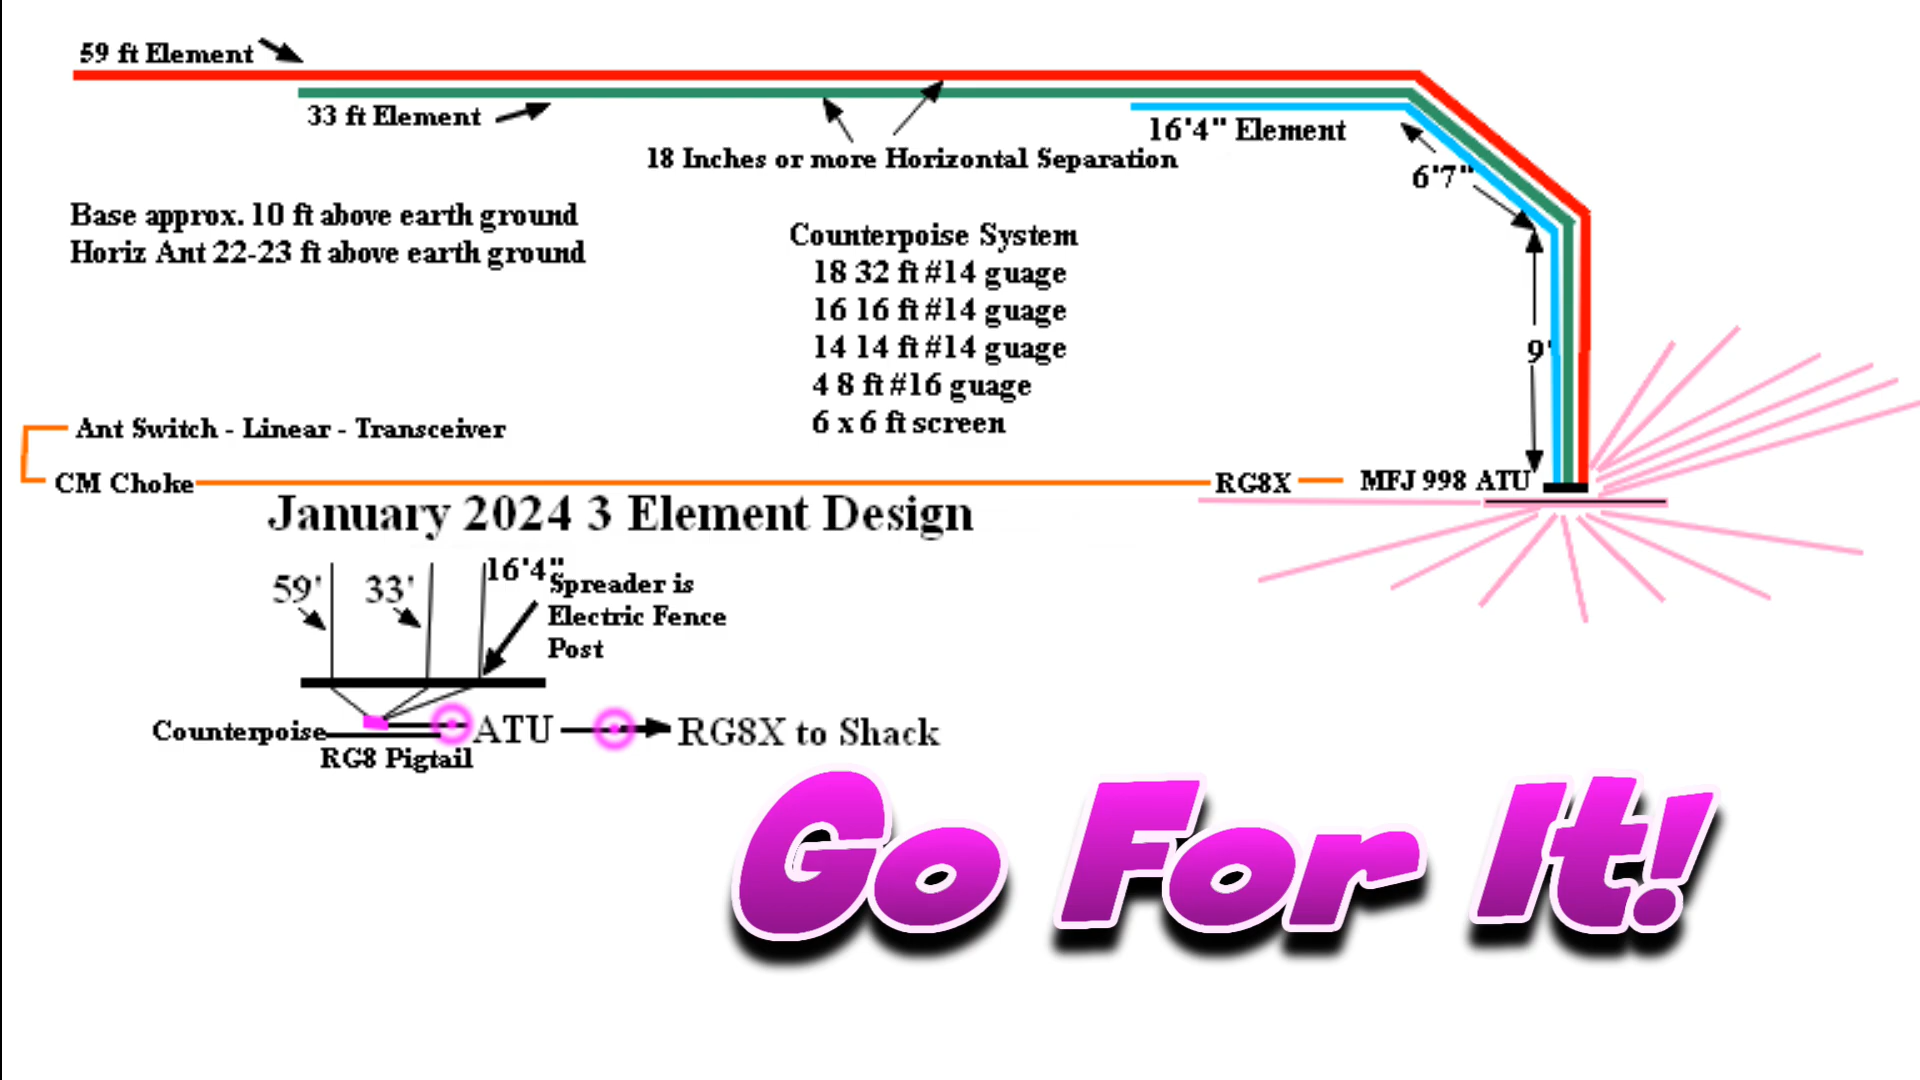 59 ft Element
33 ft Element
16'4" Element
18 Inches or more Horizontal Separation
6'7"
Base approx. 10 ft above earth ground
Horiz Ant 22-23 ft above earth ground
Counterpoise System
18 32 ft #14 guage
16 16 ft #14 guage
14 14 ft #14 guage
4 8 ft #16 guage
6 x 6 ft screen
9'
Ant Switch - Linear - Transceiver
CM Choke
RG8X
MFJ 998 ATU
January 2024 3 Element Design
59'
33'
16'4"
Spreader is
Electric Fence
Post
Counterpoise
ATU
RG8X to Shack
RG8 Pigtail
Go For It!